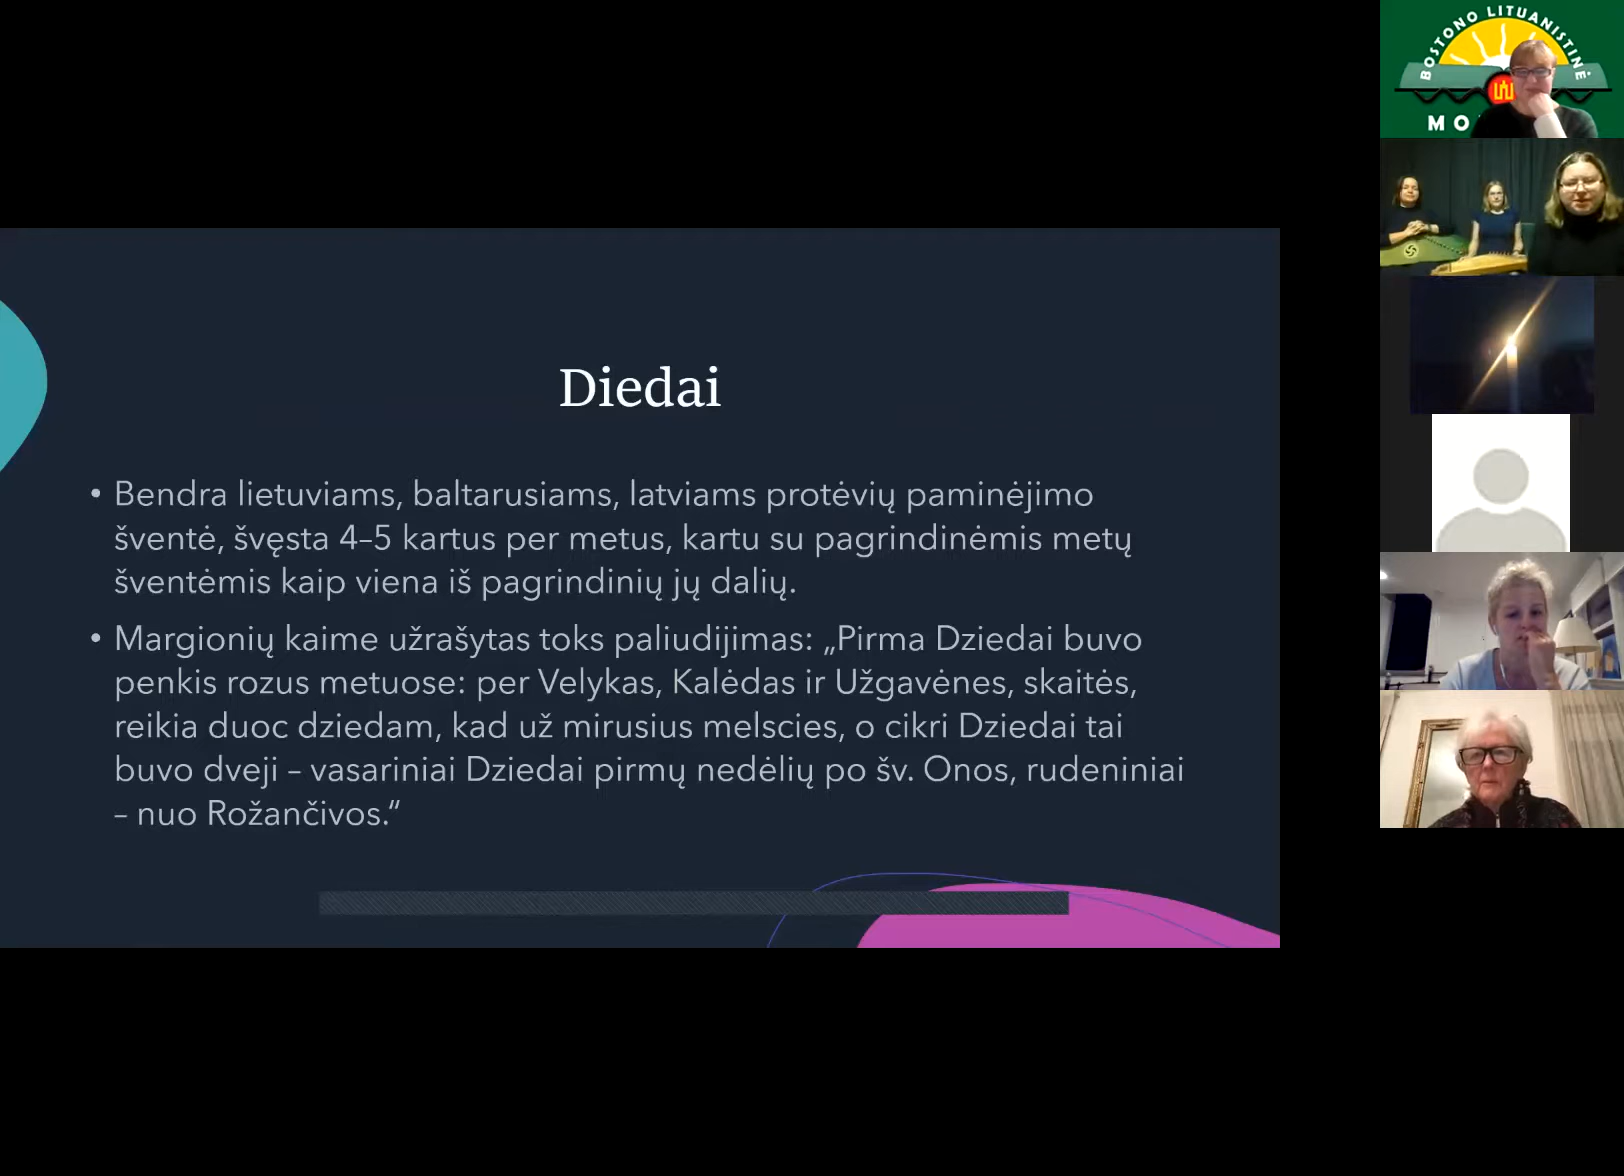 Diedai
• Bendra lietuviams, baltarusiams, latviams protėvių paminėjimo
šventė, švęsta 4–5 kartus per metus, kartu su pagrindinėmis metų
šventėmis kaip viena iš pagrindinių jų dalių.
• Margionių kaime užrašytas toks paliudijimas: „Pirma Dziedai buvo
penkis rozus metuose: per Velykas, Kalėdas ir Užgavėnes, skaitės,
reikia duoc dziedam, kad už mirusius melscies, o cikri Dziedai tai
buvo dveji – vasariniai Dziedai pirmų nedėlių po šv. Onos, rudeniniai
– nuo Rožančivos.“
BOSTONO LITUANISTINĖ
MO